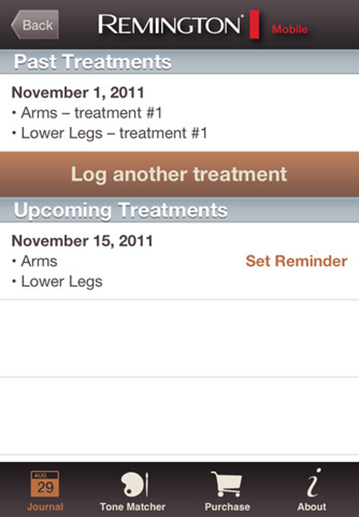 Back
REMINGTON® Mobile
Past Treatments
November 1, 2011
• Arms – treatment #1
• Lower Legs – treatment #1
Log another treatment
Upcoming Treatments
November 15, 2011
• Arms Set Reminder
• Lower Legs
AUG
29
Journal Tone Matcher Purchase About